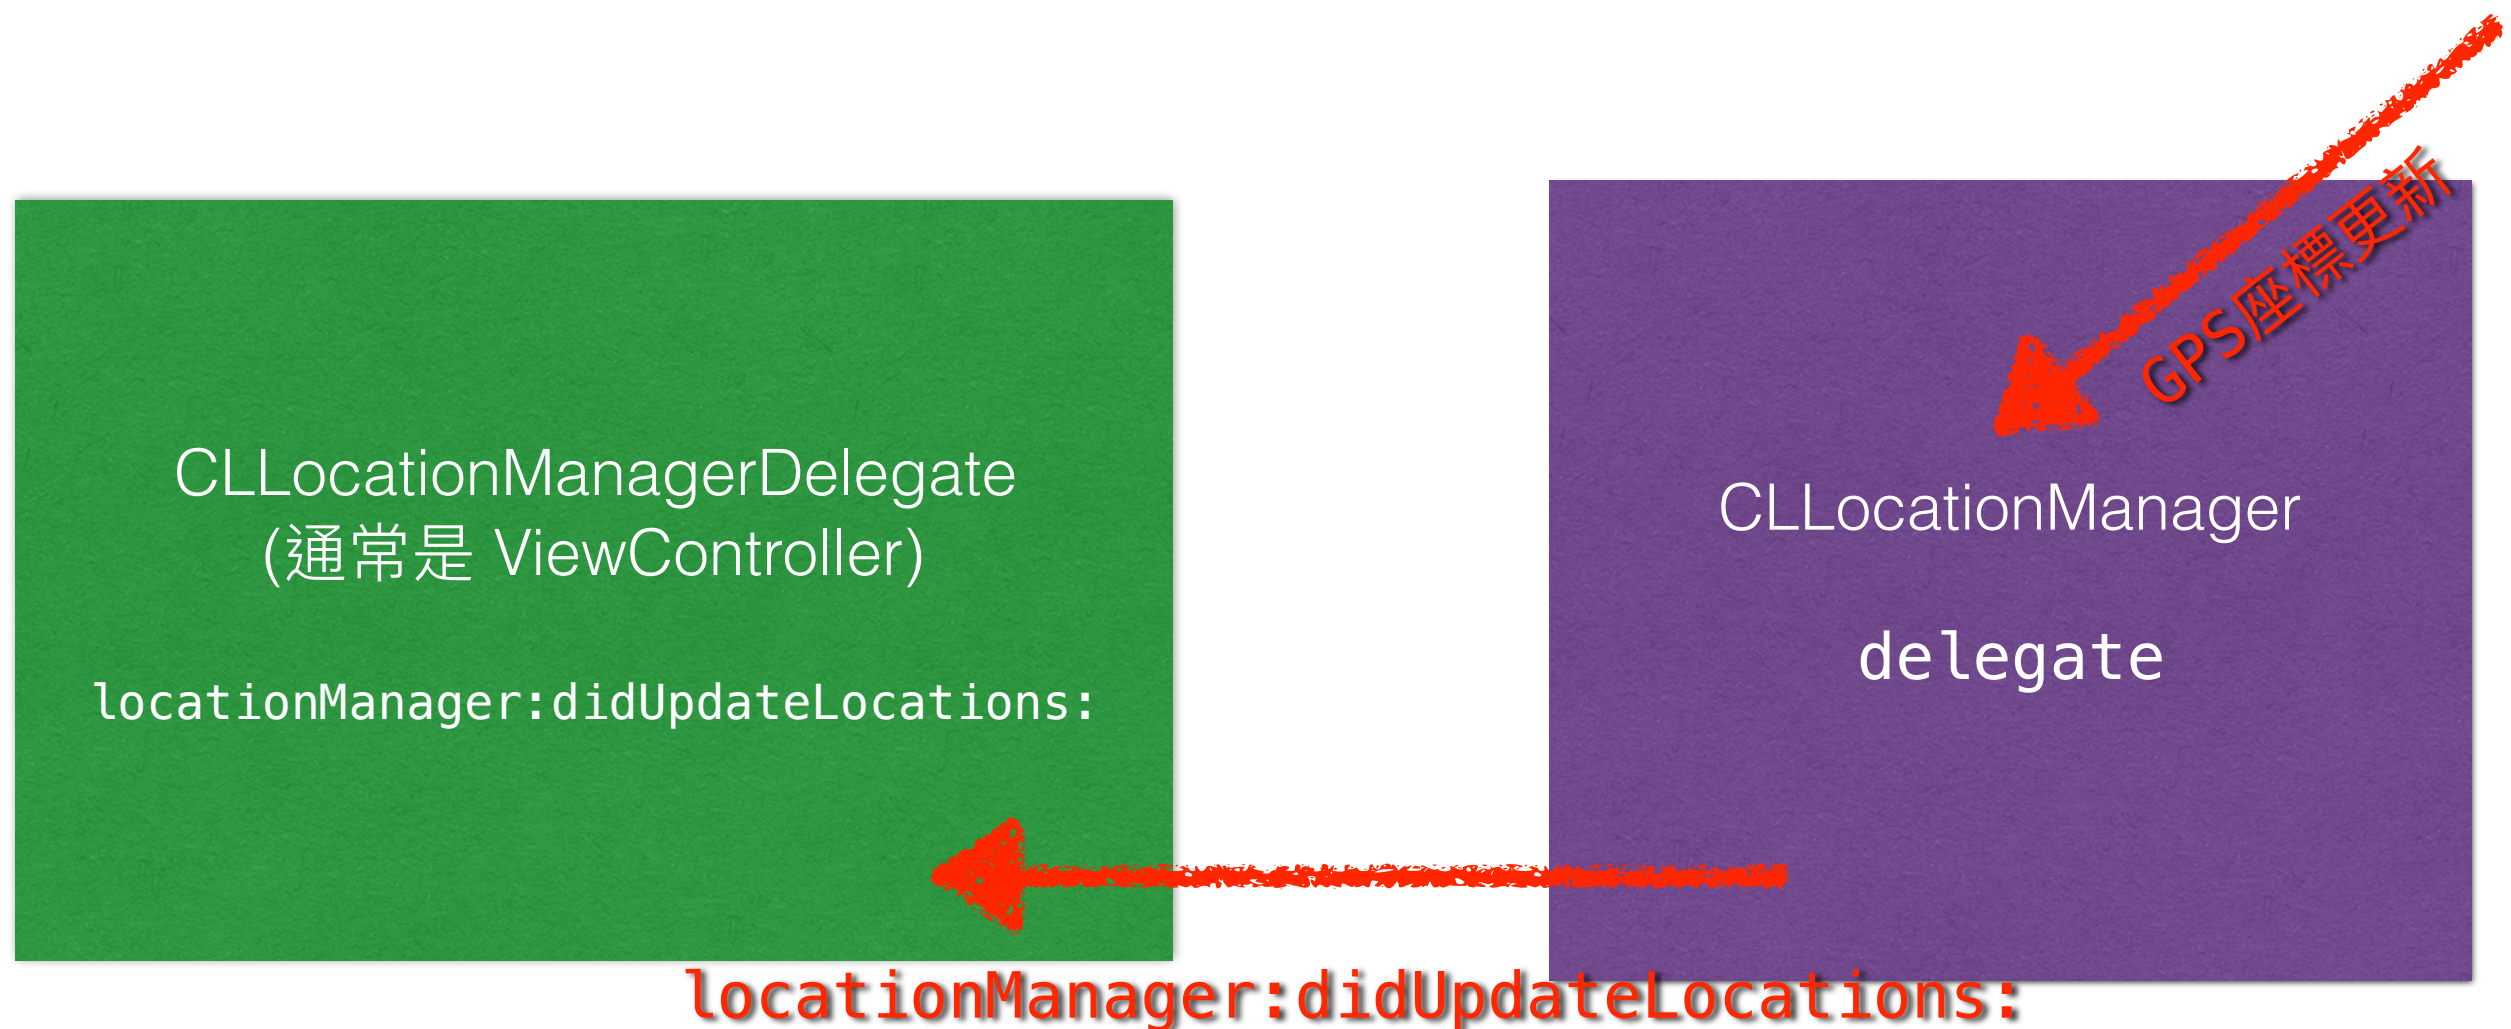 CLLocationManagerDelegate
(通常是 ViewController)
locationManager:didUpdateLocations:
GPS座標更新
CLLocationManager
delegate
locationManager:didUpdateLocations: